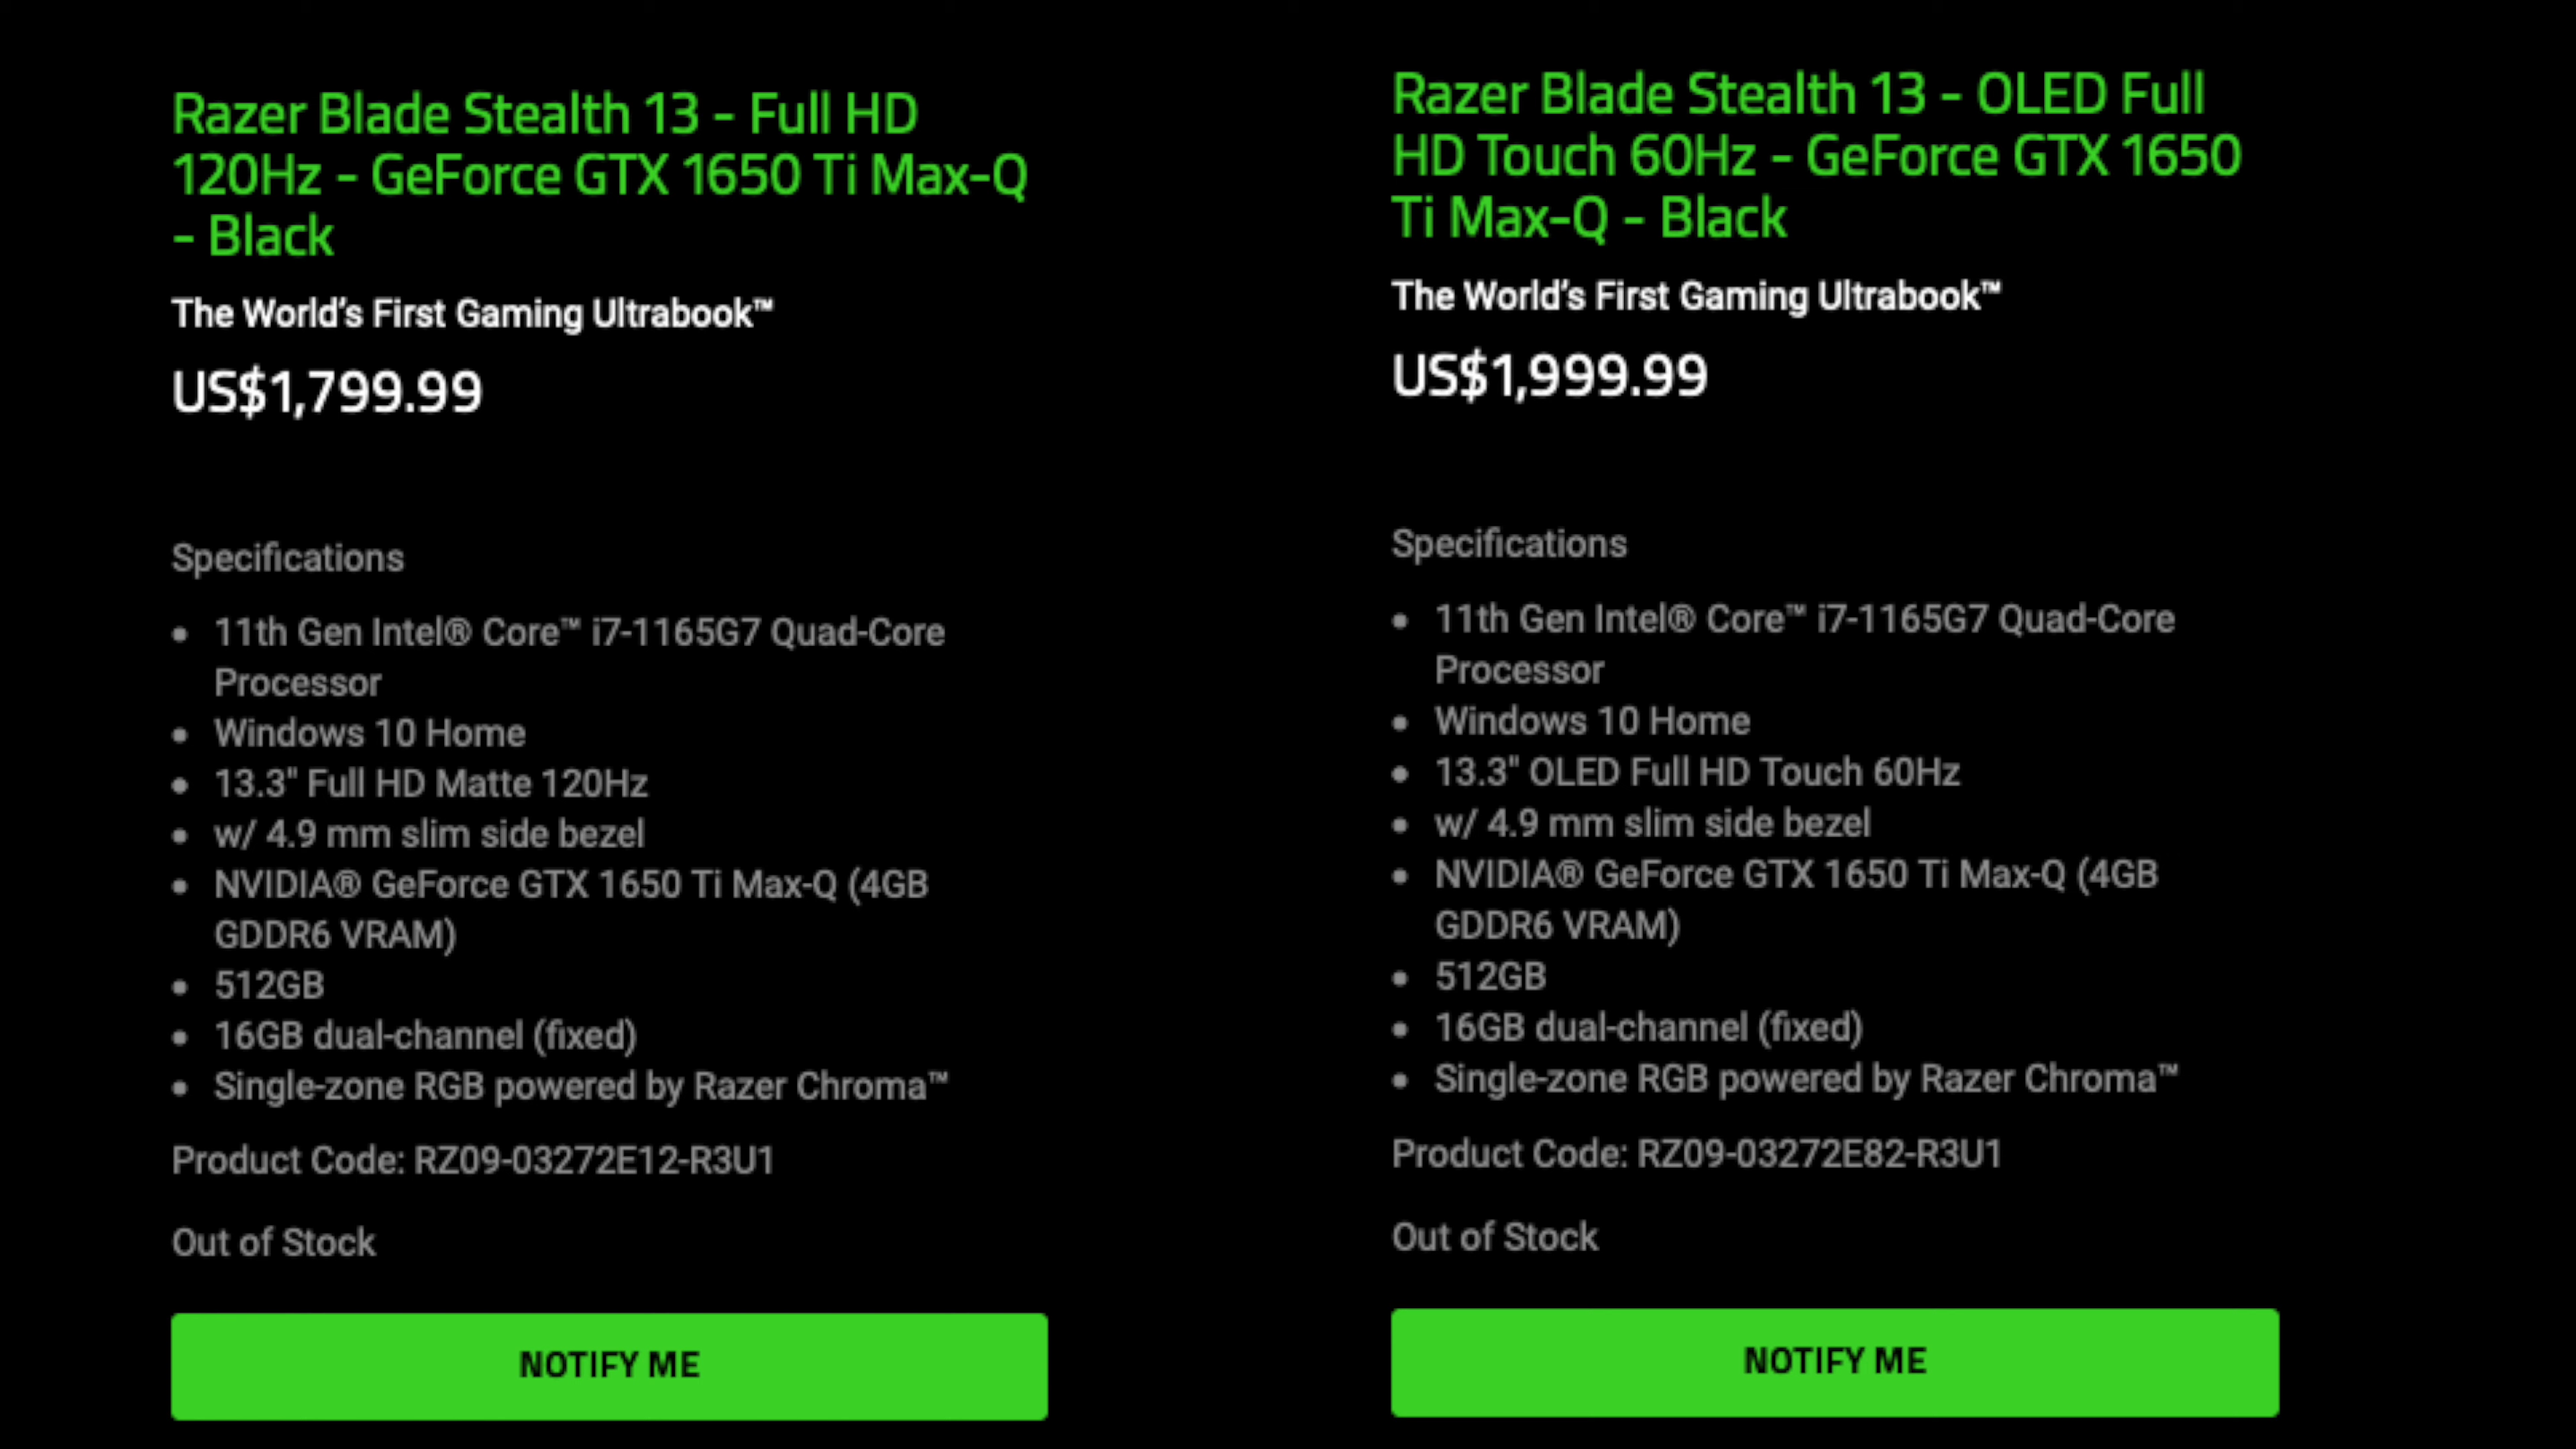 Razer Blade Stealth 13 - Full HD
120Hz - GeForce GTX 1650 Ti Max-Q
- Black
The World's First Gaming Ultrabook™
US$1,799.99
Specifications
• 11th Gen Intel® Core™ i7-1165G7 Quad-Core
Processor
• Windows 10 Home
• 13.3" Full HD Matte 120Hz
• w/ 4.9 mm slim side bezel
• NVIDIA® GeForce GTX 1650 Ti Max-Q (4GB
GDDR6 VRAM)
• 512GB
• 16GB dual-channel (fixed)
• Single-zone RGB powered by Razer Chroma™
Product Code: RZ09-03272E12-R3U1
Out of Stock
NOTIFY ME
Razer Blade Stealth 13 - OLED Full
HD Touch 60Hz - GeForce GTX 1650
Ti Max-Q - Black
The World's First Gaming Ultrabook™
US$1,999.99
Specifications
• 11th Gen Intel® Core™ i7-1165G7 Quad-Core
Processor
• Windows 10 Home
• 13.3" OLED Full HD Touch 60Hz
• w/ 4.9 mm slim side bezel
• NVIDIA® GeForce GTX 1650 Ti Max-Q (4GB
GDDR6 VRAM)
• 512GB
• 16GB dual-channel (fixed)
• Single-zone RGB powered by Razer Chroma™
Product Code: RZ09-03272E82-R3U1
Out of Stock
NOTIFY ME